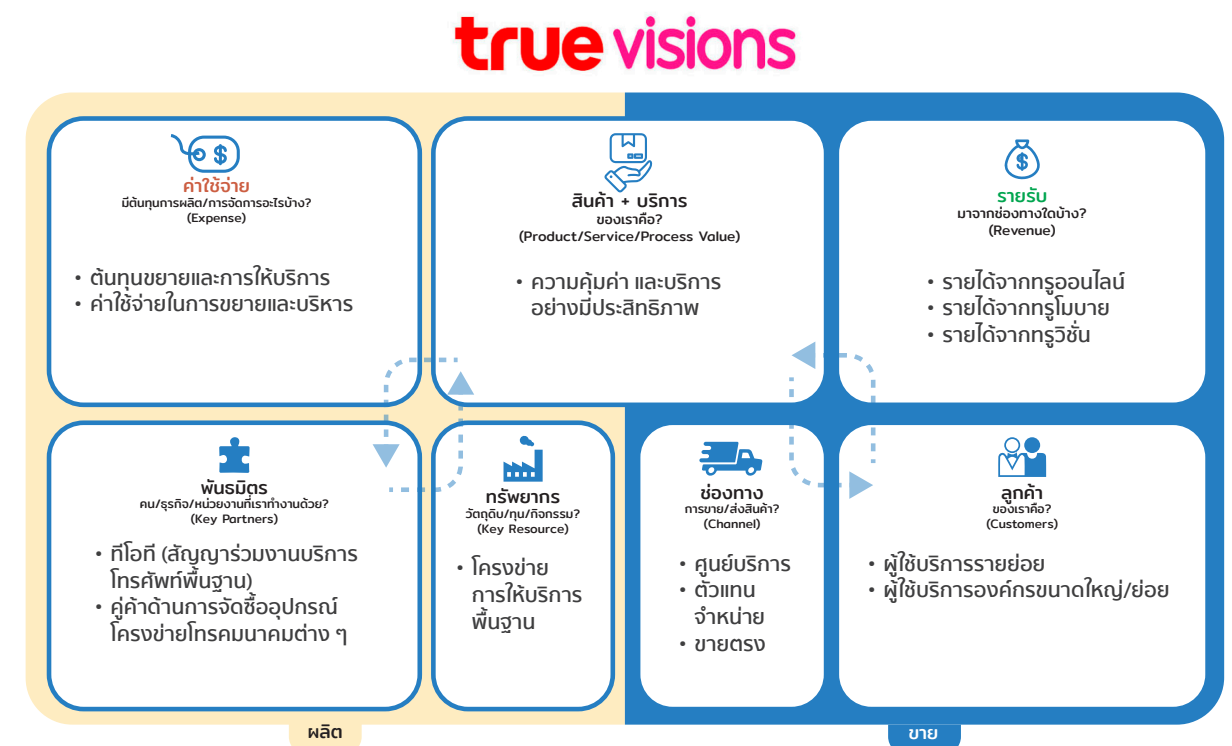 true visions
$
ค่าใช้จ่าย
มีต้นทุนการผลิต/การจัดการอะไรบ้าง?
(Expense)
• ต้นทุนขยายและการให้บริการ
• ค่าใช้จ่ายในการขยายและบริหาร
สินค้า + บริการ
ของเราคือ?
(Product/Service/Process Value)
• ความคุ้มค่า และบริการ
อย่างมีประสิทธิภาพ
$
รายรับ
มาจากช่องทางใดบ้าง?
(Revenue)
• รายได้จากทรูออนไลน์
• รายได้จากทรูโมบาย
• รายได้จากทรูวิชั่น
พันธมิตร
คน/ธุรกิจ/หน่วยงานที่เราทำงานด้วย?
(Key Partners)
• ทีโอที (สัญญาร่วมงานบริการ
โทรศัพท์พื้นฐาน)
• คู่ค้าด้านการจัดซื้ออุปกรณ์
โครงข่ายโทรคมนาคมต่าง ๆ
ทรัพยากร
วัตถุดิบ/ทุน/กิจกรรม?
(Key Resource)
• โครงข่าย
การให้บริการ
พื้นฐาน
ช่องทาง
การขาย/ส่งสินค้า?
(Channel)
• ศูนย์บริการ
• ตัวแทน
จำหน่าย
• ขายตรง
ลูกค้า
ของเราคือ?
(Customers)
• ผู้ใช้บริการรายย่อย
• ผู้ใช้บริการองค์กรขนาดใหญ่/ย่อย
ผลิต
ขาย